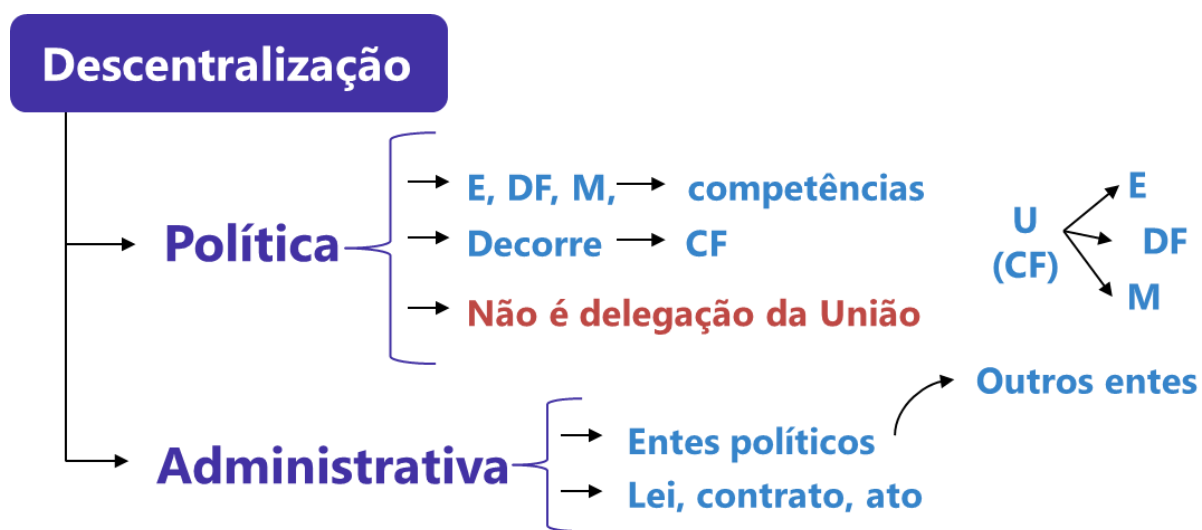 Descentralização
Política
E, DF, M, competências
Decorre CF
Não é delegação da União
U
(CF)
E
DF
M
Administrativa
Entes políticos
Outros entes
Lei, contrato, ato